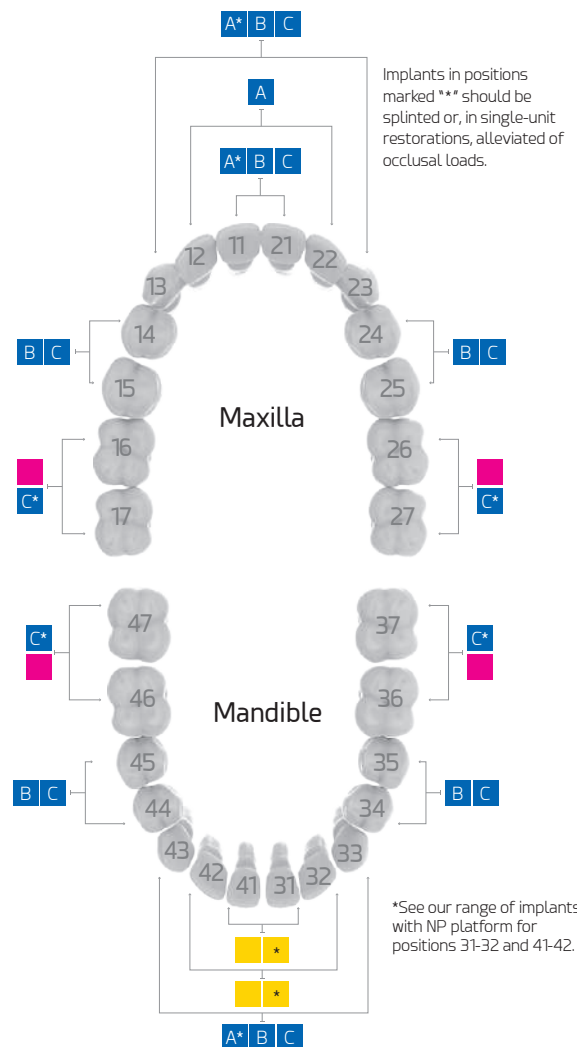 A* B C
A
A* B C
Implants in positions
marked "*" should be
splinted or, in single-unit
restorations, alleviated of
occlusal loads.
11 21
12 22
13 23
14 24
B C B C
15 25
Maxilla
16 26
C* C*
17 27
47 37
C* C*
46 36
Mandible
45 35
B C B C
44 34
43 33
42 32
41 31
*See our range of implants
with NP platform for
positions 31-32 and 41-42.
*
*
A* B C